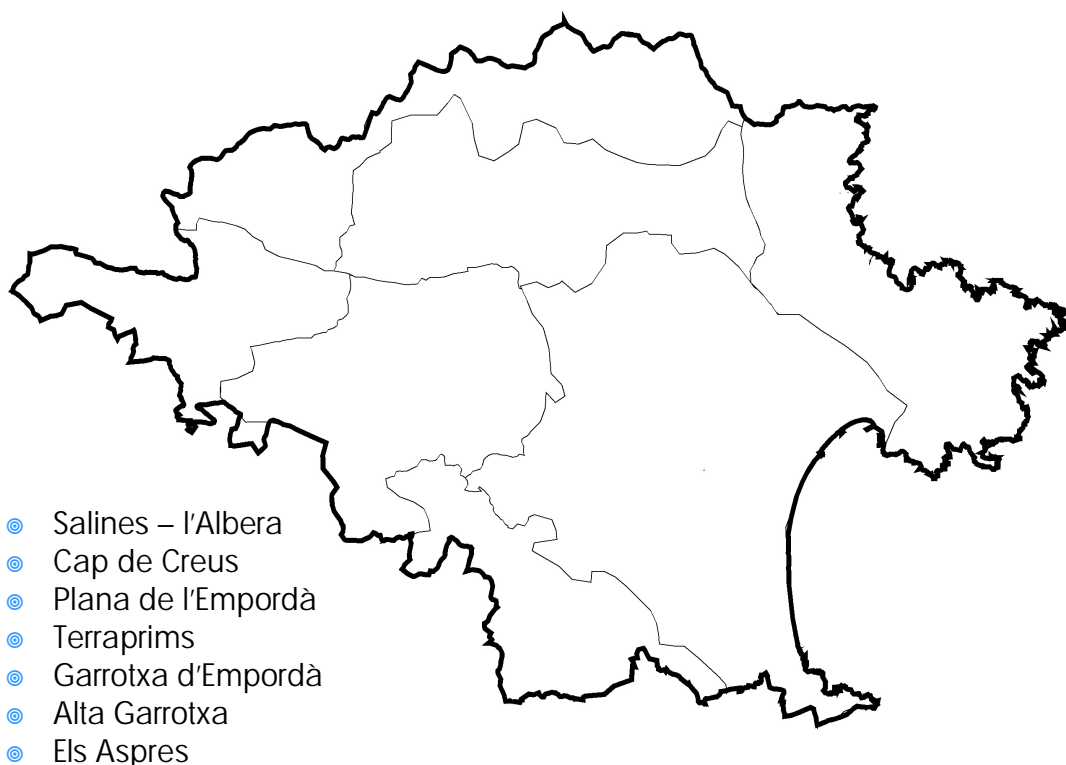 Salines – l'Albera
Cap de Creus
Plana de l'Empordà
Terraprims
Garrotxa d'Empordà
Alta Garrotxa
Els Aspres